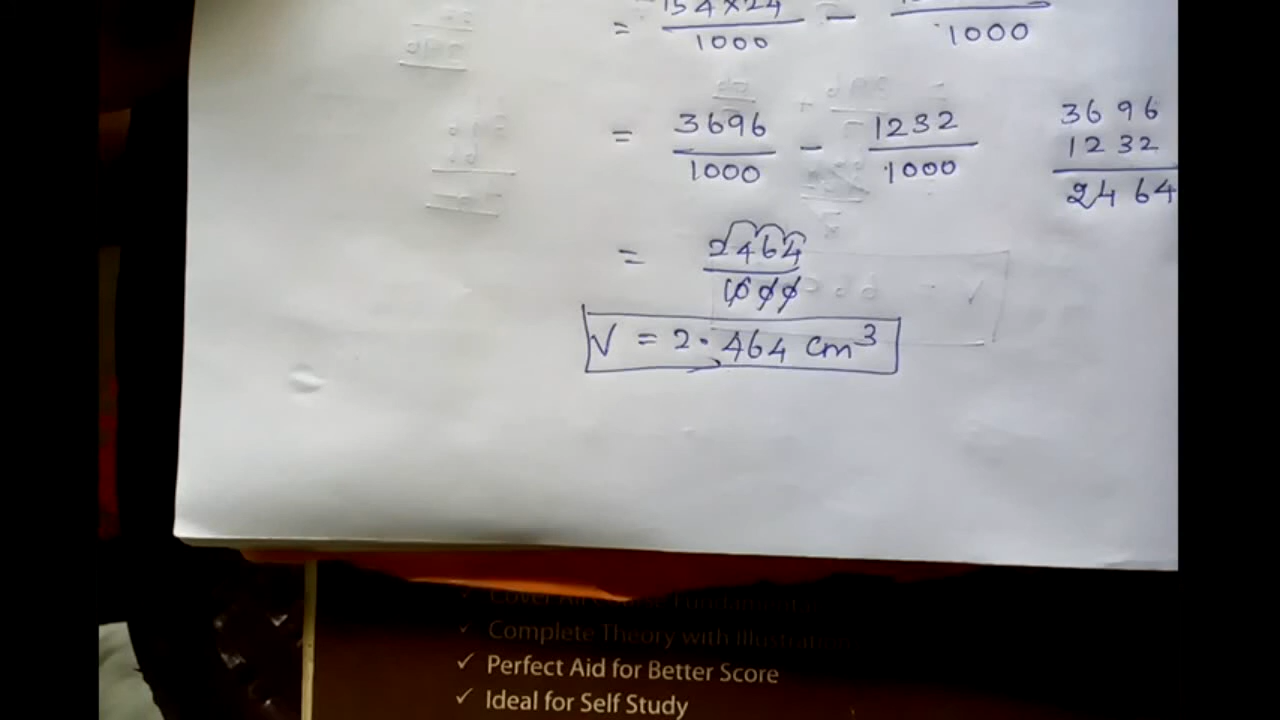 = 154×24/1000 − /1000
= 3696/1000 − 1232/1000
3696
1232
2464
= 2464/1000
V = 2.464 cm³
✓ Complete Theory with Illustration
✓ Perfect Aid for Better Score
✓ Ideal for Self Study